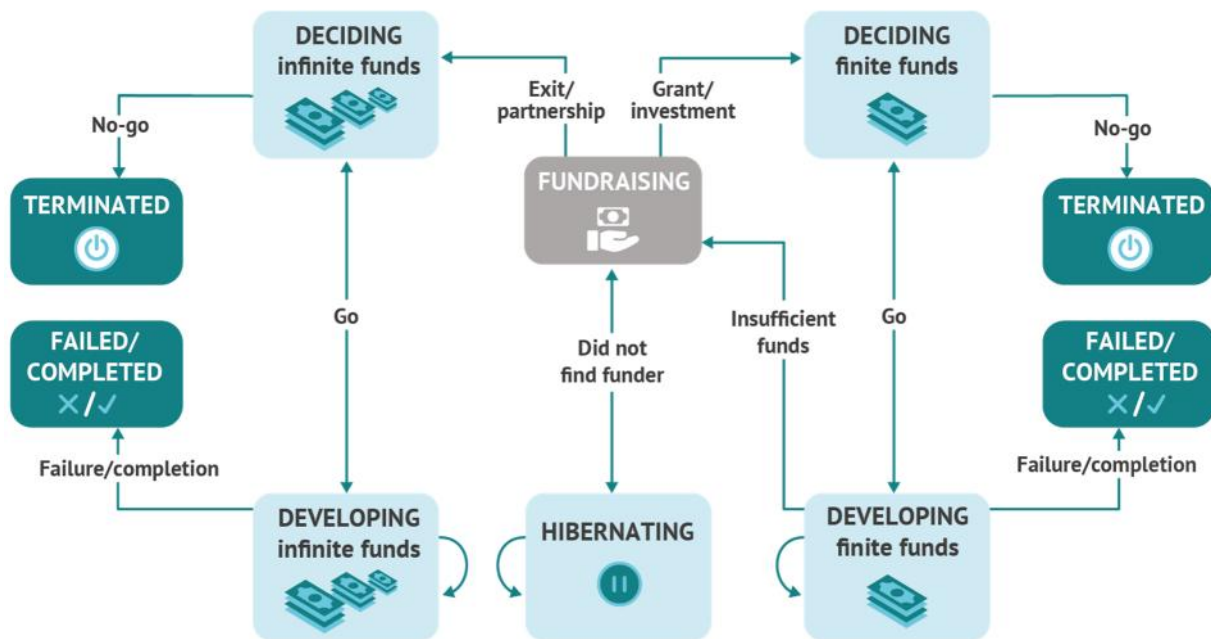 DECIDING
infinite funds
DECIDING
finite funds
Exit/
partnership
Grant/
investment
No-go
No-go
FUNDRAISING
TERMINATED
TERMINATED
Go
Insufficient
funds
Go
Did not
find funder
FAILED/
COMPLETED
FAILED/
COMPLETED
Failure/completion
Failure/completion
DEVELOPING
infinite funds
HIBERNATING
DEVELOPING
finite funds